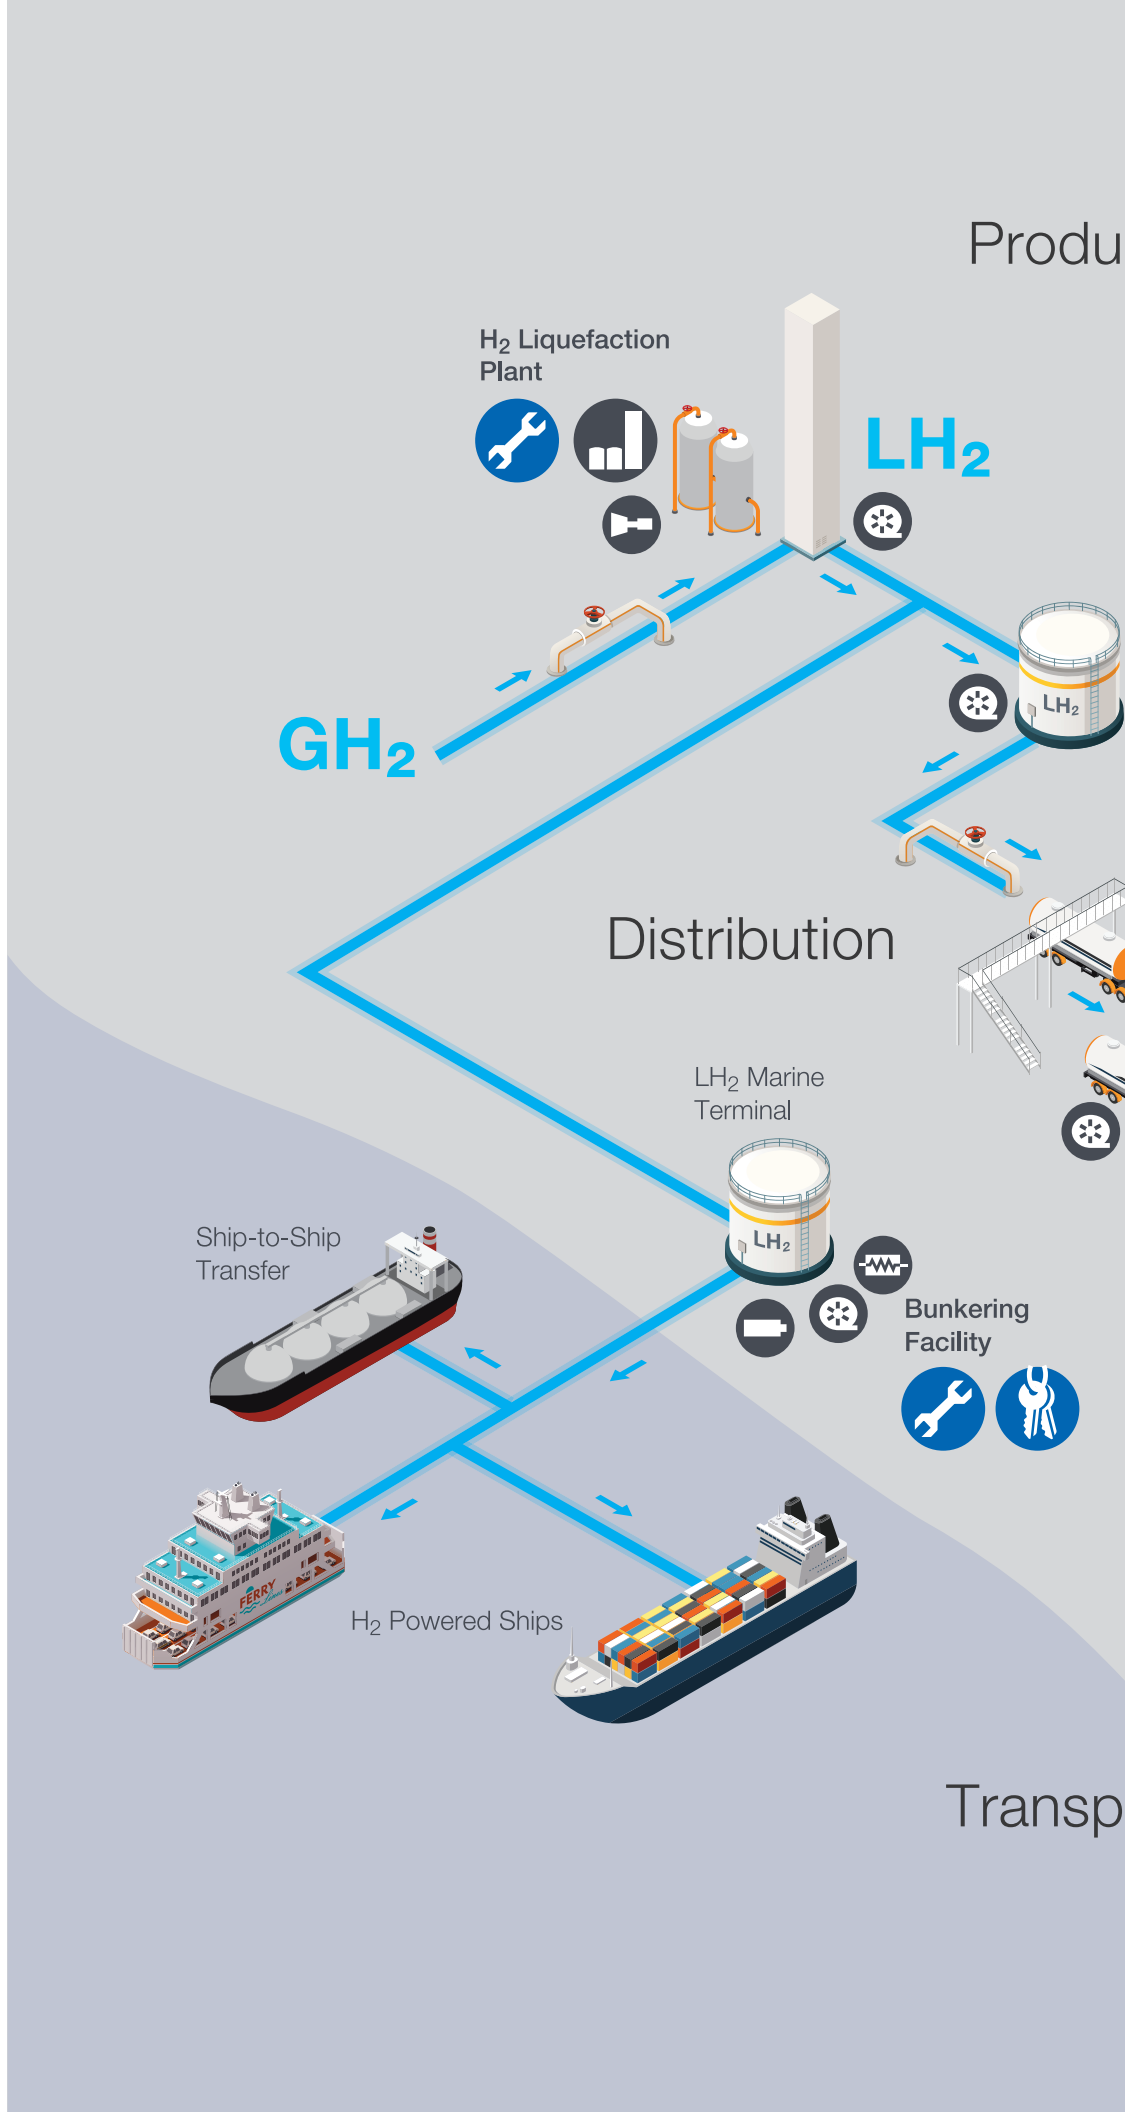 Produ
H₂ Liquefaction
Plant
LH₂
LH₂
GH₂
Distribution
LH₂ Marine
Terminal
LH₂
Ship-to-Ship
Transfer
Bunkering
Facility
FERRY
H₂ Powered Ships
Transp